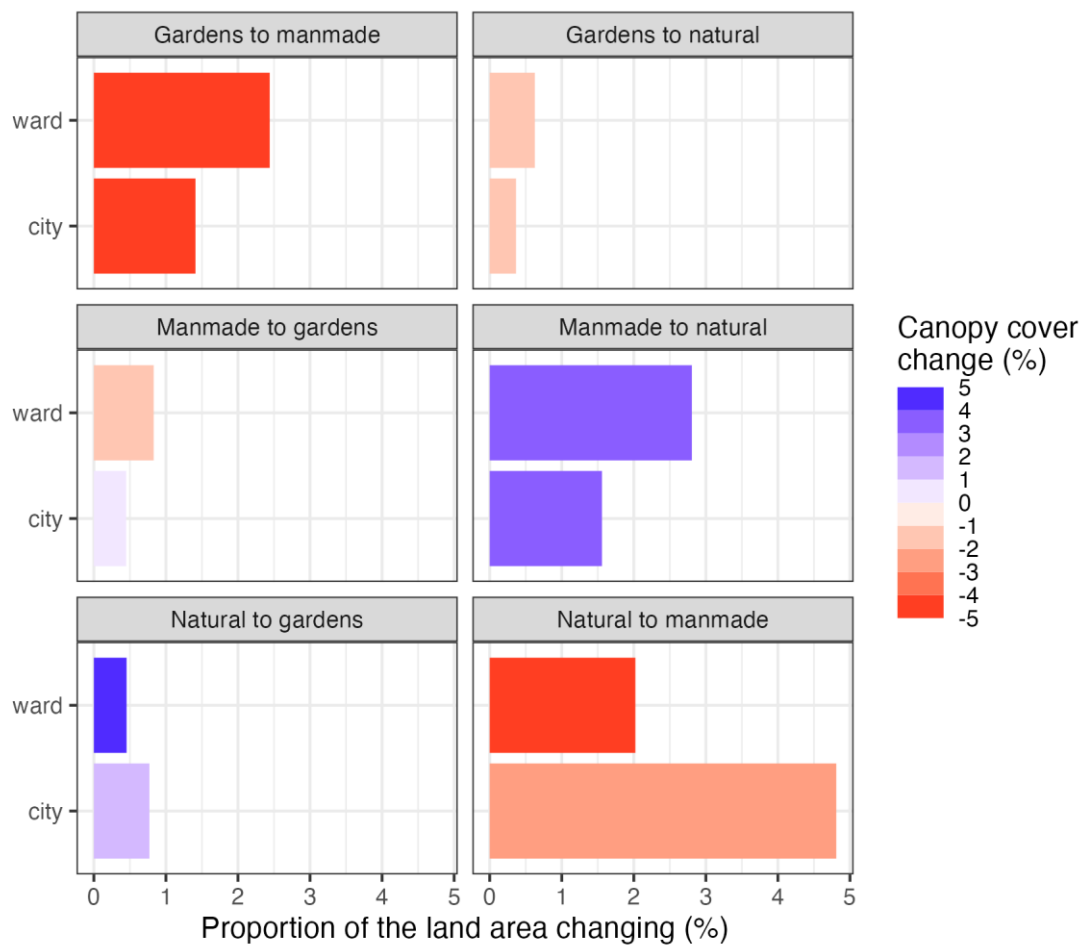 Gardens to manmade
Gardens to natural
ward
city
Manmade to gardens
Manmade to natural
ward
city
Natural to gardens
Natural to manmade
ward
city
0 1 2 3 4 5
0 1 2 3 4 5
Proportion of the land area changing (%)
Canopy cover
change (%)
5
4
3
2
1
0
-1
-2
-3
-4
-5